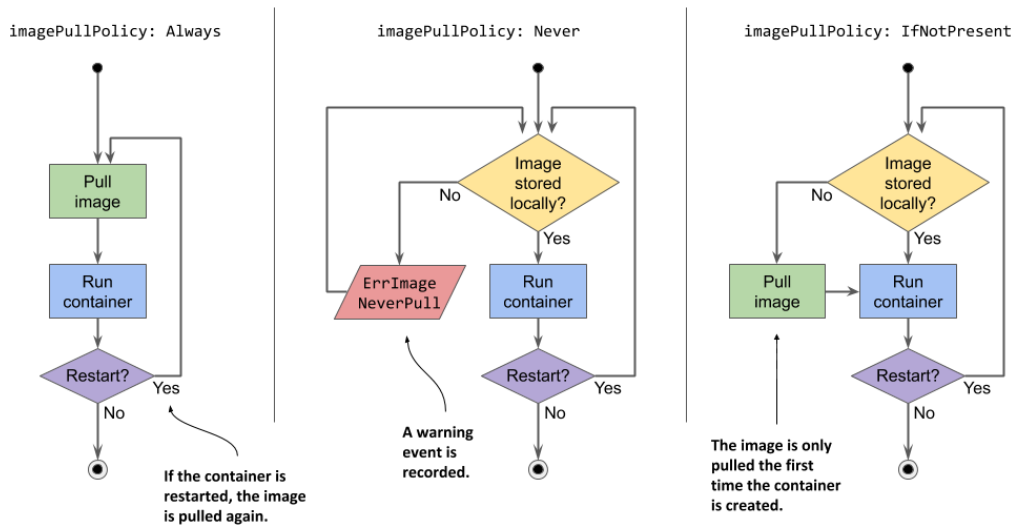 imagePullPolicy: Always
Pull
image
Run
container
Restart?
Yes
No
If the container is
restarted, the image
is pulled again.
imagePullPolicy: Never
Image
stored
locally?
No
Yes
ErrImage
NeverPull
Run
container
Restart?
Yes
No
A warning
event is
recorded.
imagePullPolicy: IfNotPresent
Image
stored
locally?
No
Yes
Pull
image
Run
container
Restart?
Yes
No
The image is only
pulled the first
time the container
is created.